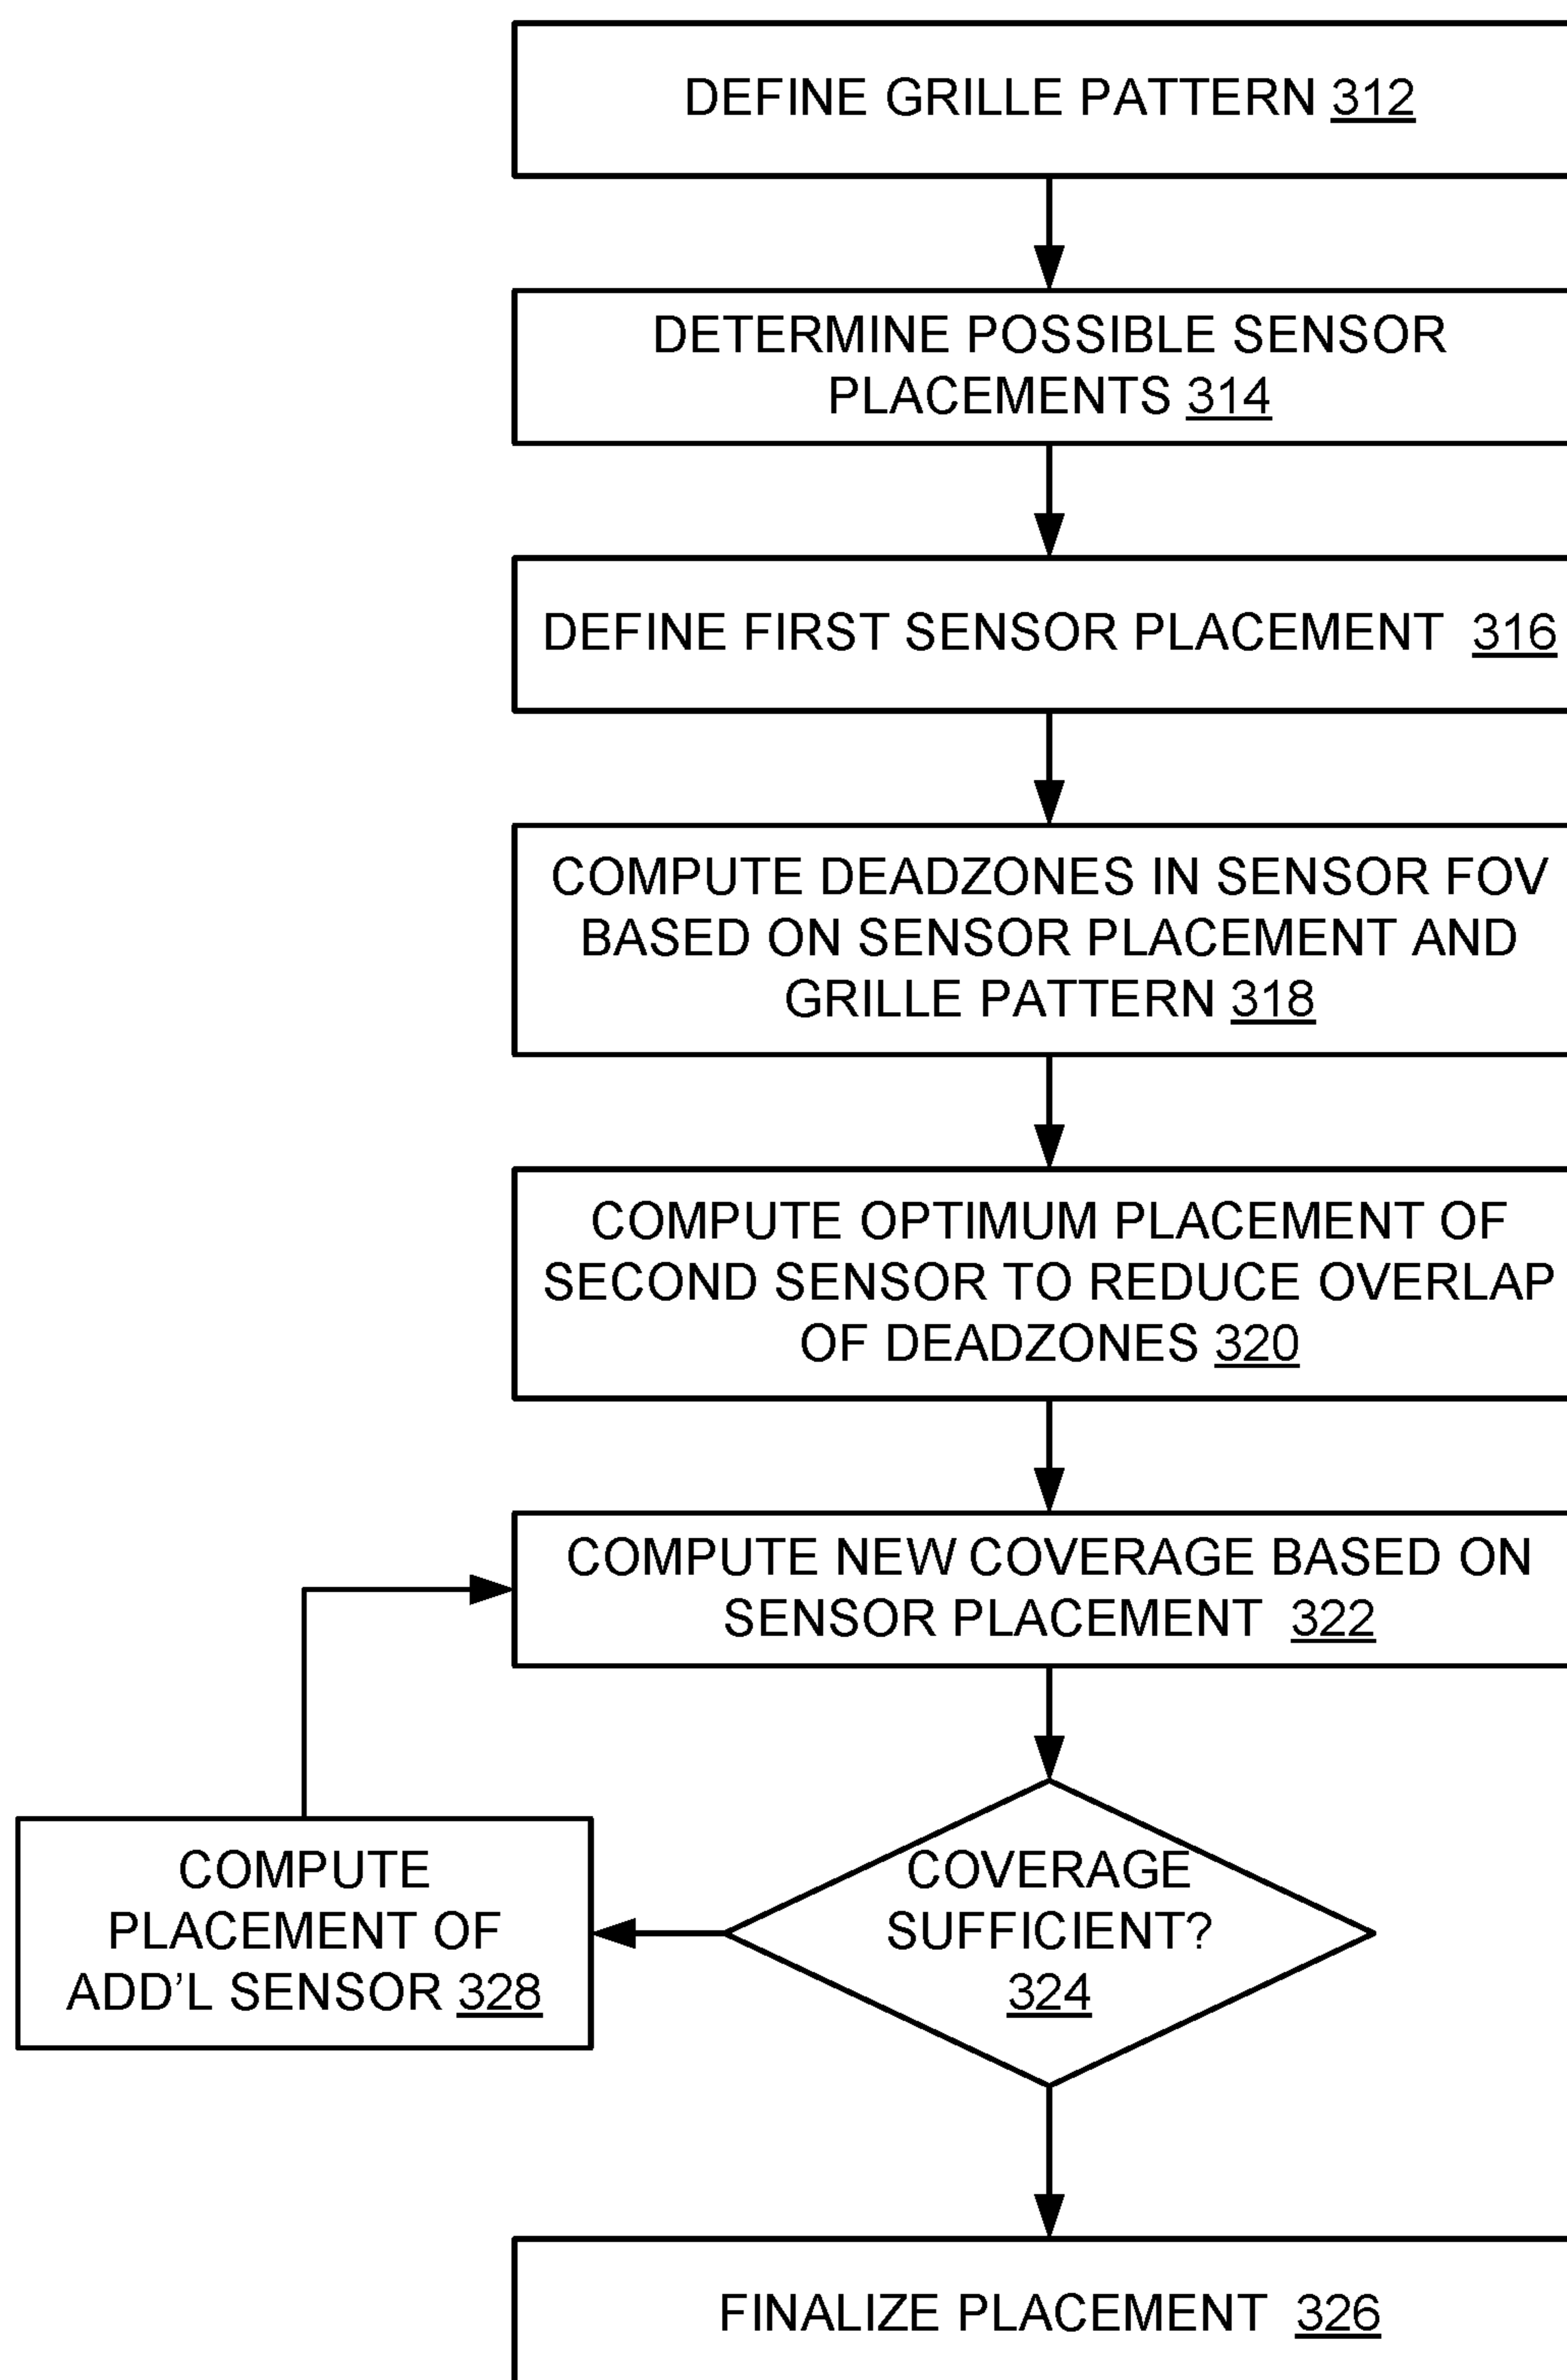 DEFINE GRILLE PATTERN 312
DETERMINE POSSIBLE SENSOR
PLACEMENTS 314
DEFINE FIRST SENSOR PLACEMENT 316
COMPUTE DEADZONES IN SENSOR FOV
BASED ON SENSOR PLACEMENT AND
GRILLE PATTERN 318
COMPUTE OPTIMUM PLACEMENT OF
SECOND SENSOR TO REDUCE OVERLAP
OF DEADZONES 320
COMPUTE NEW COVERAGE BASED ON
SENSOR PLACEMENT 322
COVERAGE
SUFFICIENT?
324
COMPUTE
PLACEMENT OF
ADD'L SENSOR 328
FINALIZE PLACEMENT 326